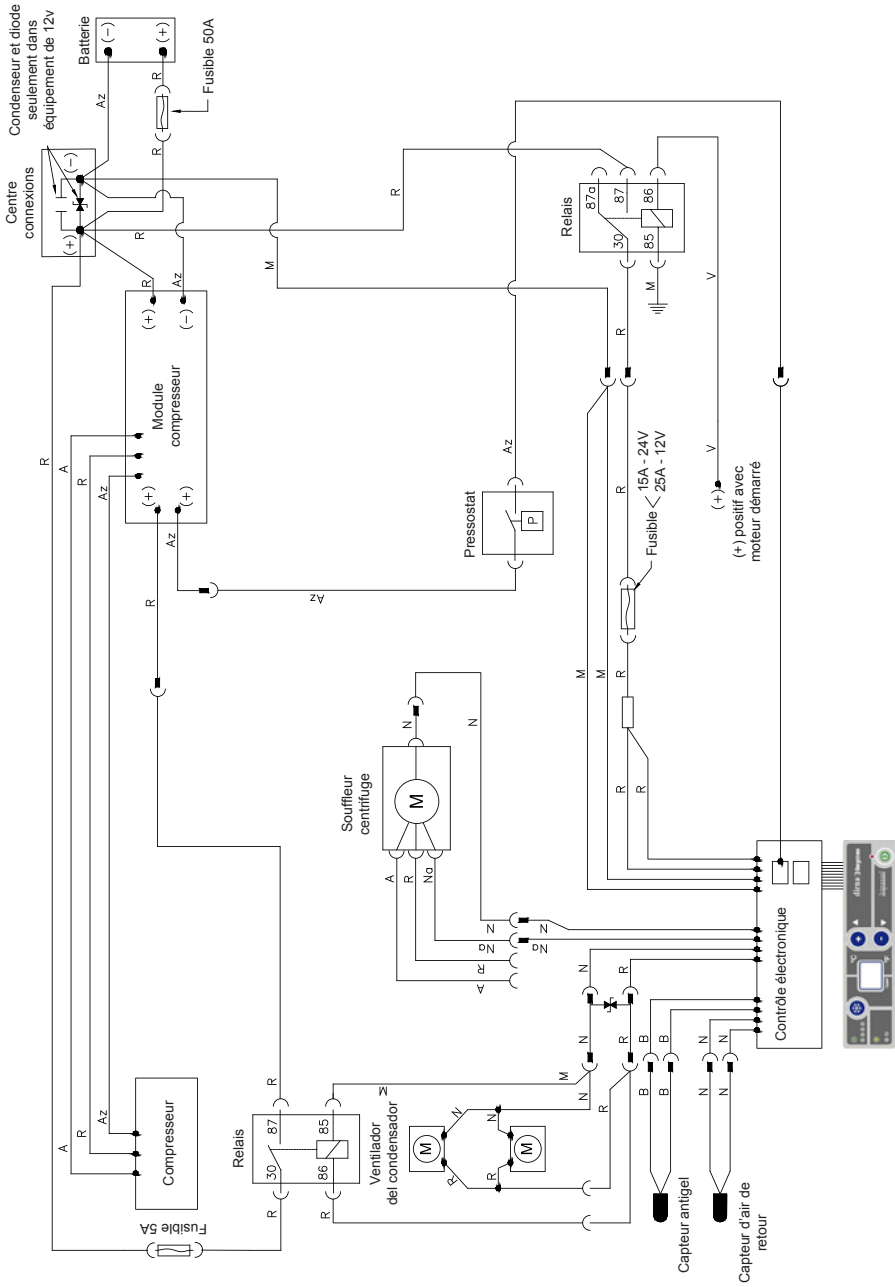 Condenseur et diode
seulement dans
équipement de 12v
Centre
connexions
(+)
(-)
Batterie
(-)
(+)
Az
R
R
Fusible 50A
R
A
R
Az
R
M
R
Az
R
(+)
(-)
Module
compresseur
(+)
(+)
Az
R
Az
Pressostat
P
Az
Relais
87a
87
86
30
85
M
R
V
V
(+)
(+) positif avec
moteur démarré
Fusible
15A - 24V
25A - 12V
R
R
R
R
M
M
Souffleur
centrifuge
M
N
N
A
R
Na
A
R
Na
N
Na
N
Compresseur
A
R
Az
Fusible 5A
Relais
30
87
86
85
R
R
R
M
Ventilador
del condensador
M
M
N
R
N
R
N
R
M
N
R
N
R
B
B
B
B
N
N
N
N
Capteur antigel
Capteur d'air de
retour
Contrôle électronique
°C
°F
dirna